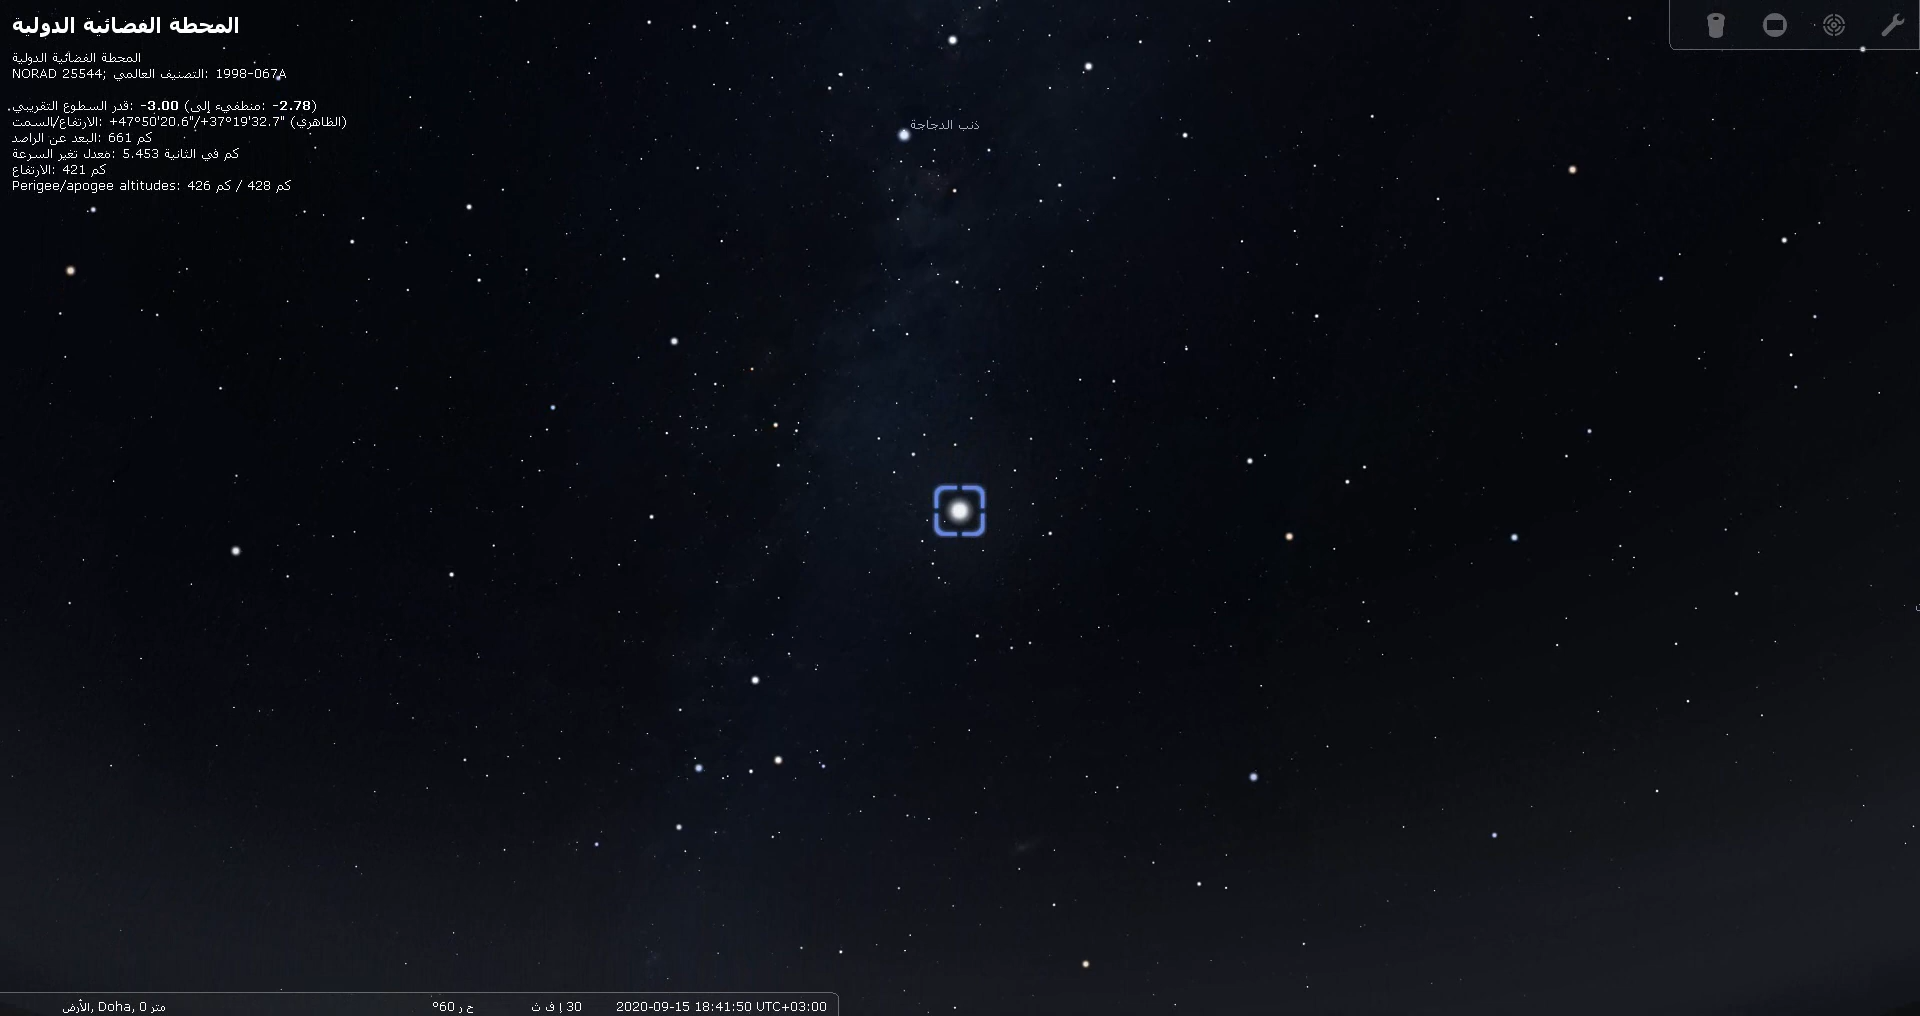 المحطة الفضائية الدولية
المحطة الفضائية الدولية
NORAD 25544; التصنيف العالمي: 1998-067A
قدر السطوع التقريبي: -3.00 (منطفيء إلى: -2.78).
الارتفاع/السمت: +47°50'20.6"/+37°19'32.7" (الظاهري)
البعد عن الراصد: 661 كم
معدل تغير السرعة: 5.453 كم في الثانية
الارتفاع: 421 كم
Perigee/apogee altitudes: 426 كم / 428 كم
ذنب الدجاجة
الأرض, Doha, 0 متر
ح ر 60°
30 إ ف ث
2020-09-15 18:41:50 UTC+03:00